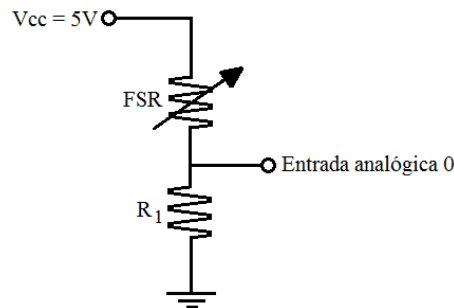 Vcc = 5V
FSR
Entrada analógica 0
R1